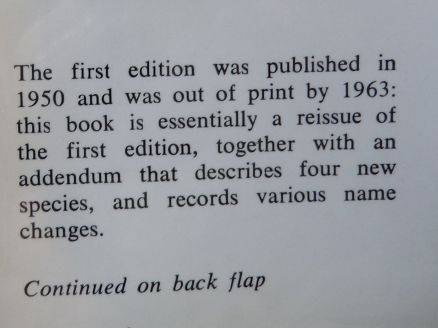 The first edition was published in
1950 and was out of print by 1963:
this book is essentially a reissue of
the first edition, together with an
addendum that describes four new
species, and records various name
changes.
Continued on back flap